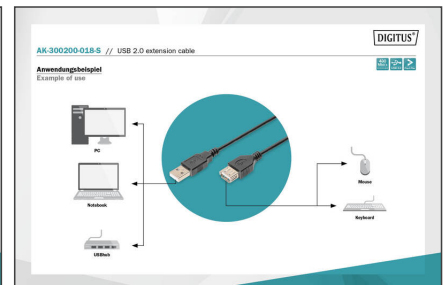 DIGITUS®
AK-300200-018-S // USB 2.0 extension cable
Anwendungsbeispiel
Example of use
PC
Notebook
USBhub
Mouse
Keyboard